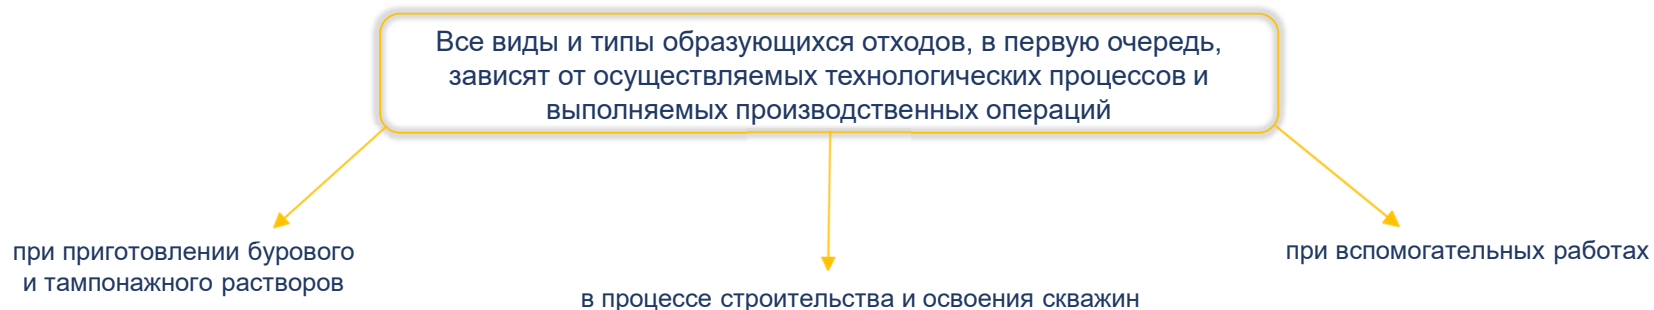 Все виды и типы образующихся отходов, в первую очередь,
зависят от осуществляемых технологических процессов и
выполняемых производственных операций
при приготовлении бурового
и тампонажного растворов
в процессе строительства и освоения скважин
при вспомогательных работах